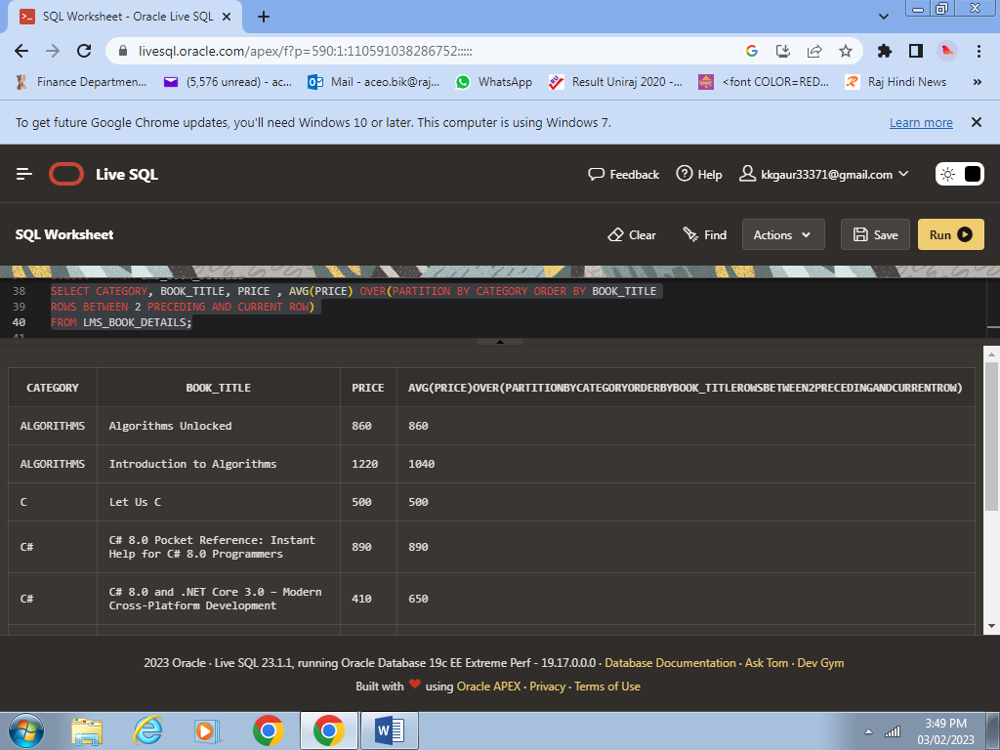 SQL Worksheet - Oracle Live SQL
livesql.oracle.com/apex/f?p=590:1:110591038286752:::::
Finance Departmen... (5,576 unread) - ac... Mail - aceo.bik@raj... WhatsApp Result Uniraj 2020 -... <font COLOR=RED... Raj Hindi News »
To get future Google Chrome updates, you'll need Windows 10 or later. This computer is using Windows 7. Learn more
Live SQL Feedback Help kkgaur33371@gmail.com
SQL Worksheet Clear Find Actions Save Run
38 SELECT CATEGORY, BOOK_TITLE, PRICE , AVG(PRICE) OVER(PARTITION BY CATEGORY ORDER BY BOOK_TITLE
39 ROWS BETWEEN 2 PRECEDING AND CURRENT ROW)
40 FROM LMS_BOOK_DETAILS;
41
CATEGORY BOOK_TITLE PRICE AVG(PRICE)OVER(PARTITIONBYCATEGORYORDERBYBOOK_TITLEROWSBETWEEN2PRECEDINGANDCURRENTROW)
ALGORITHMS Algorithms Unlocked 860 860
ALGORITHMS Introduction to Algorithms 1220 1040
C Let Us C 500 500
C# C# 8.0 Pocket Reference: Instant Help for C# 8.0 Programmers 890 890
C# C# 8.0 and .NET Core 3.0 – Modern Cross-Platform Development 410 650
2023 Oracle · Live SQL 23.1.1, running Oracle Database 19c EE Extreme Perf - 19.17.0.0.0 · Database Documentation · Ask Tom · Dev Gym
Built with ❤ using Oracle APEX · Privacy · Terms of Use
3:49 PM
03/02/2023